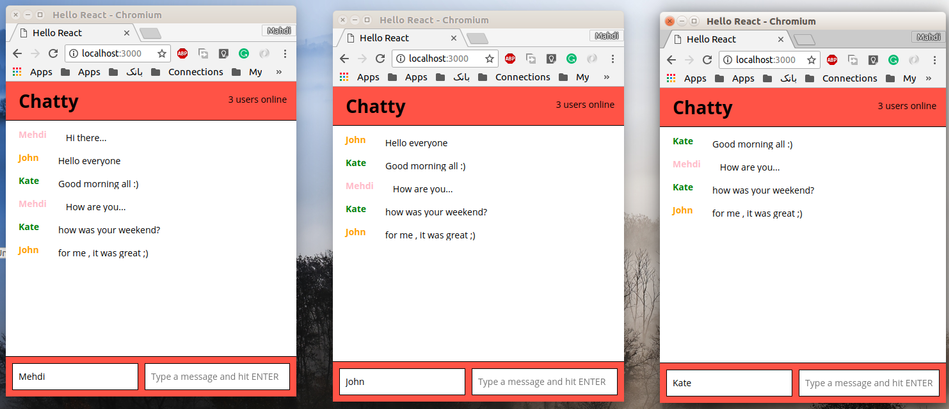 Hello React - Chromium
Hello React
Mahdi
localhost:3000
ABP
Apps Apps بانک Connections My »
Chatty
3 users online
Mehdi Hi there...
John Hello everyone
Kate Good morning all :)
Mehdi How are you...
Kate how was your weekend?
John for me , it was great ;)
Mehdi
Type a message and hit ENTER
Hello React - Chromium
Hello React
Mahdi
localhost:3000
ABP
Apps Apps بانک Connections My »
Chatty
3 users online
John Hello everyone
Kate Good morning all :)
Mehdi How are you...
Kate how was your weekend?
John for me , it was great ;)
John
Type a message and hit ENTER
Hello React - Chromium
Hello React
Mahdi
localhost:3000
ABP
Apps Apps بانک Connections My »
Chatty
3 users online
Kate Good morning all :)
Mehdi How are you...
Kate how was your weekend?
John for me , it was great ;)
Kate
Type a message and hit ENTER